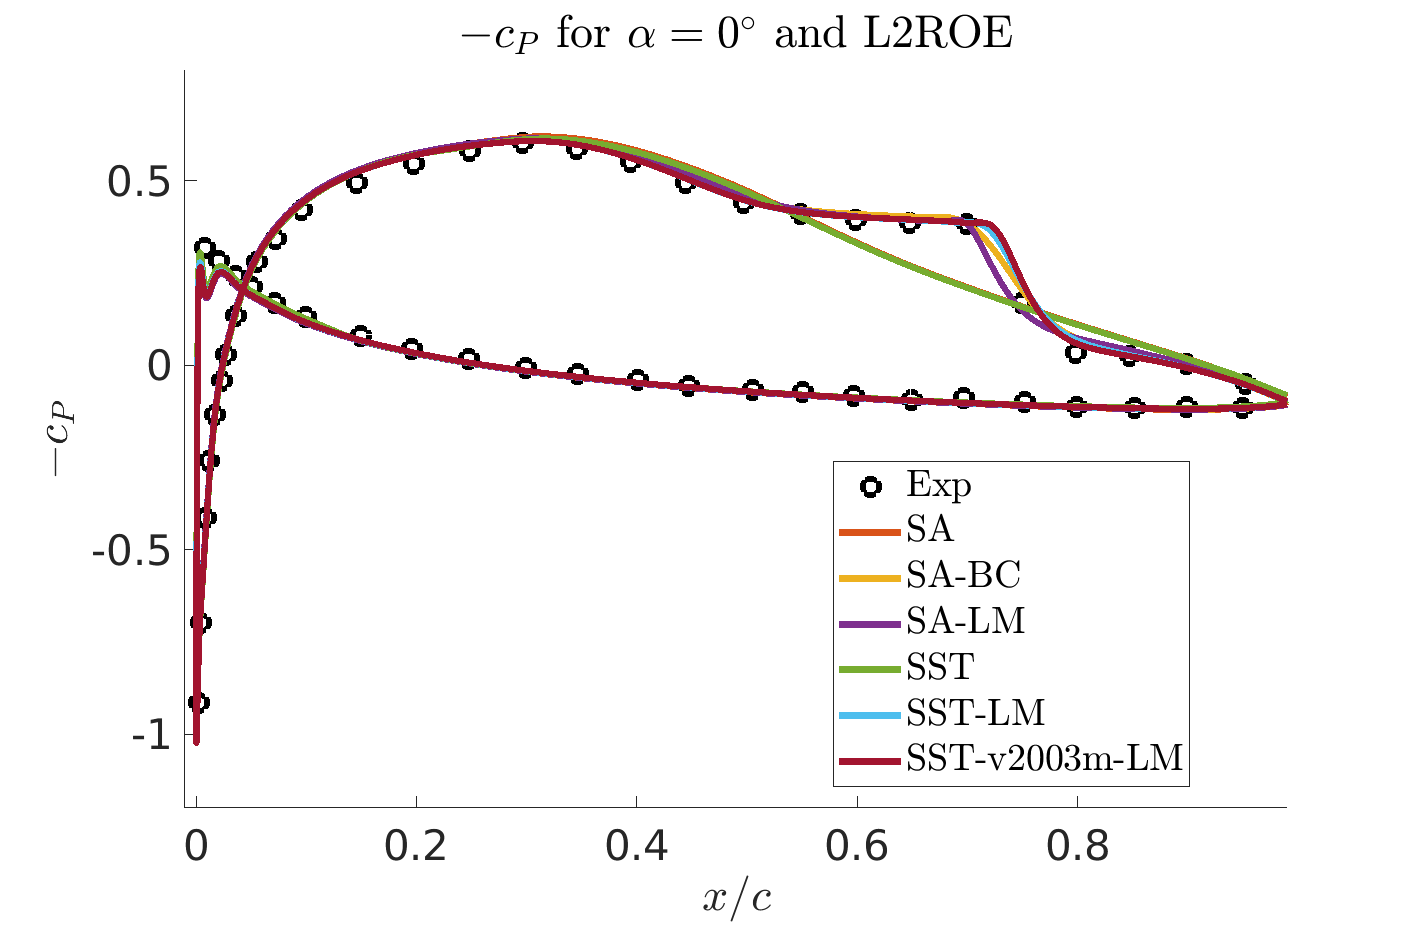 −c_P for α = 0° and L2ROE
0.5
0
-0.5
-1
−c_P
0
0.2
0.4
0.6
0.8
x/c
Exp
SA
SA-BC
SA-LM
SST
SST-LM
SST-v2003m-LM